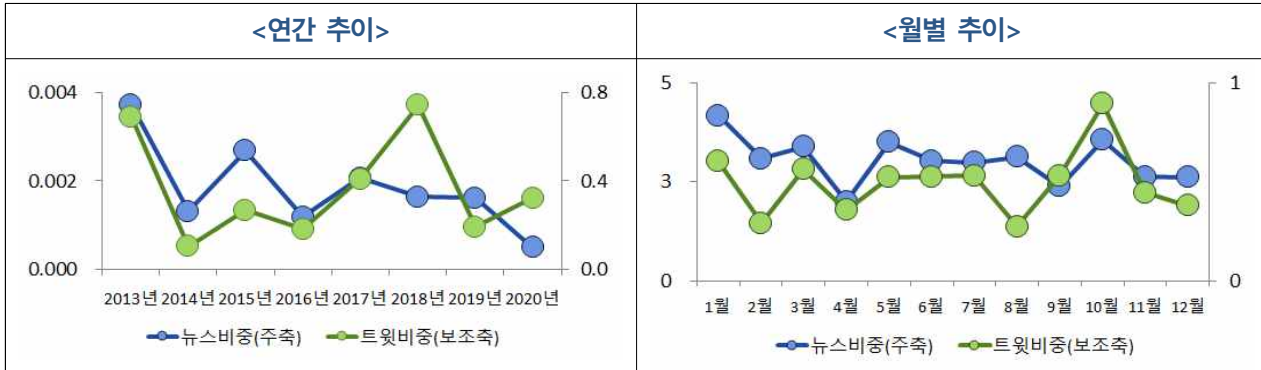 <연간 추이>
<월별 추이>
0.004
0.002
0.000
0.8
0.4
0.0
2013년 2014년 2015년 2016년 2017년 2018년 2019년 2020년
뉴스비중(주축) 트윗비중(보조축)
5
3
0
1
0
1월 2월 3월 4월 5월 6월 7월 8월 9월 10월 11월 12월
뉴스비중(주축) 트윗비중(보조축)